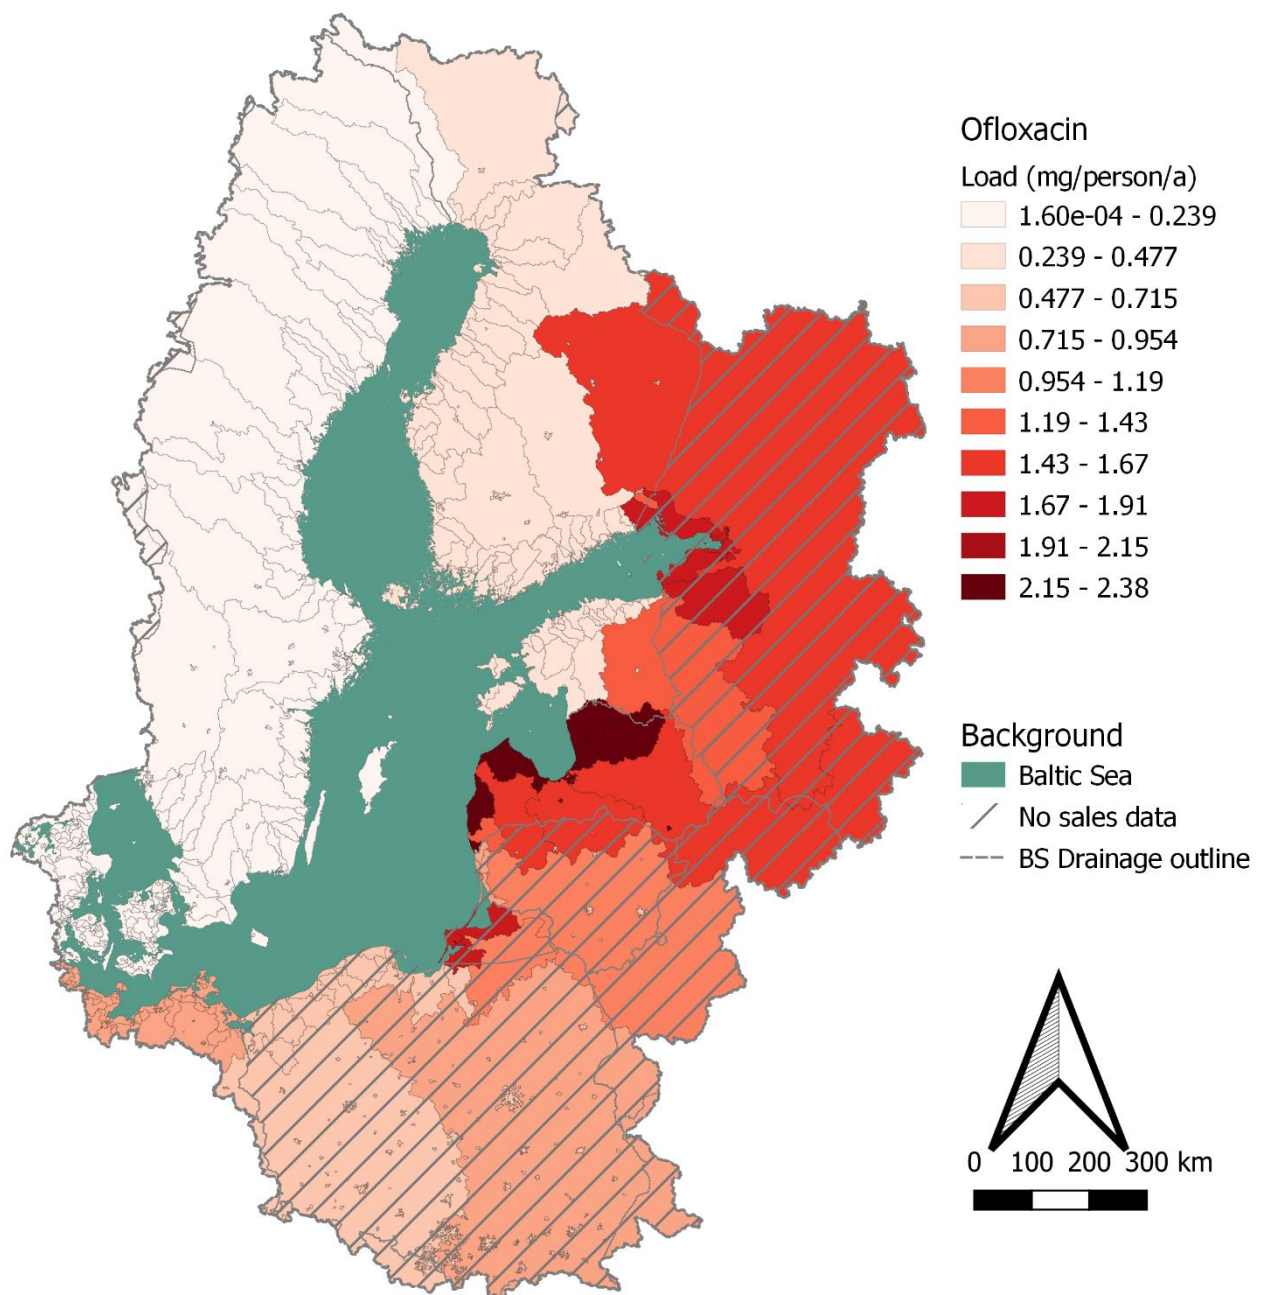 Ofloxacin
Load (mg/person/a)
1.60e-04 - 0.239
0.239 - 0.477
0.477 - 0.715
0.715 - 0.954
0.954 - 1.19
1.19 - 1.43
1.43 - 1.67
1.67 - 1.91
1.91 - 2.15
2.15 - 2.38
Background
Baltic Sea
No sales data
BS Drainage outline
0 100 200 300 km